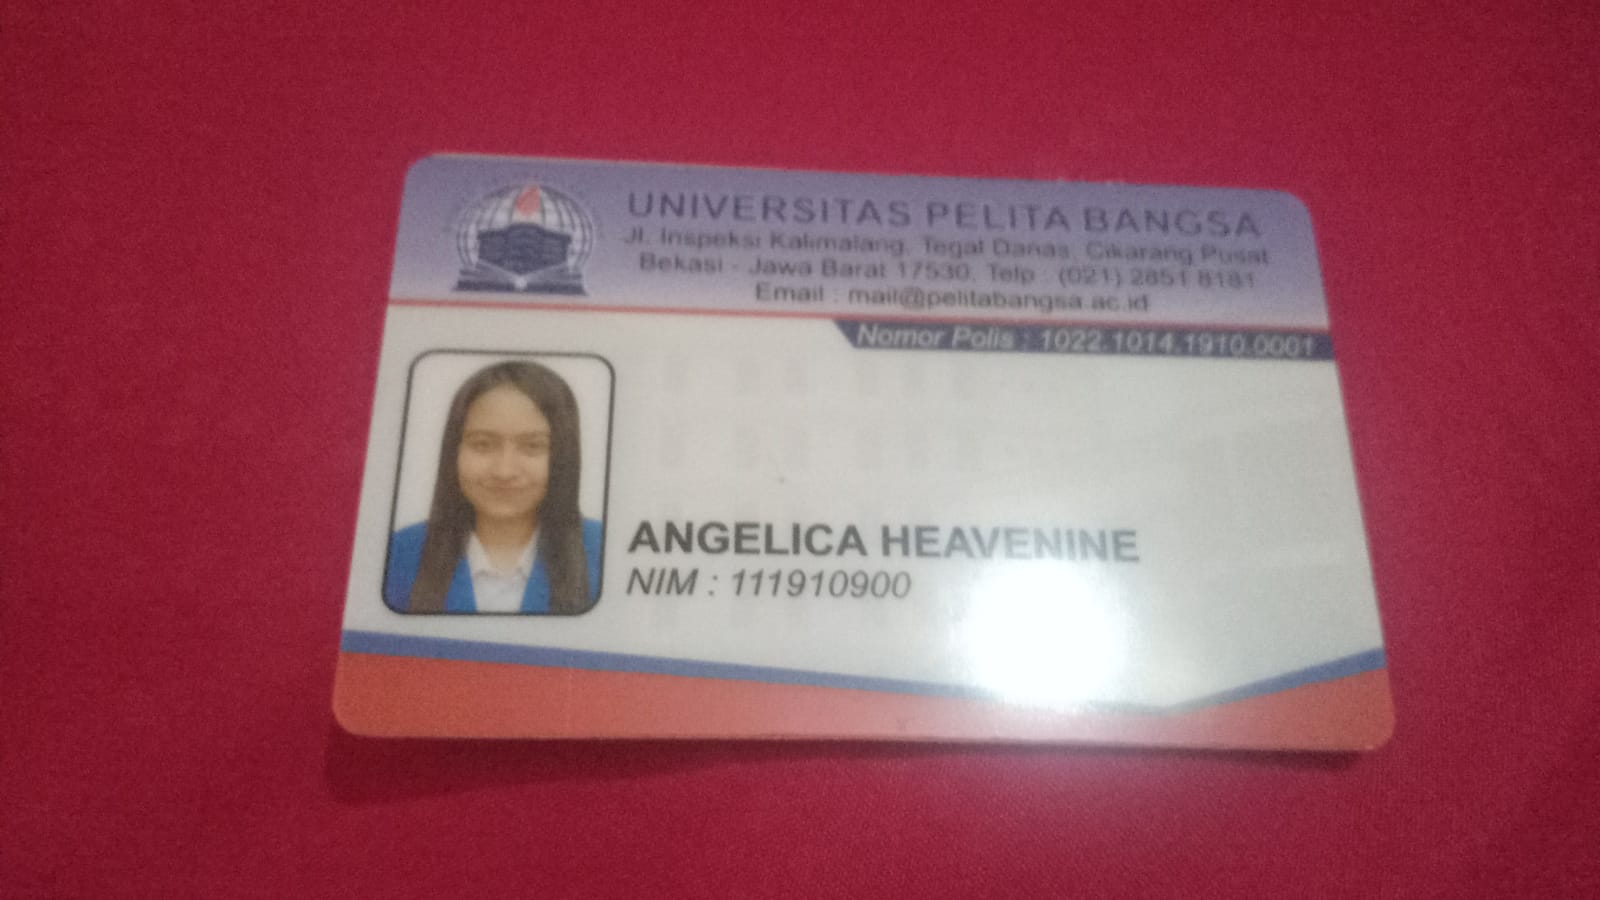 UNIVERSITAS PELITA BANGSA
Jl. Inspeksi Kalimalang, Tegal Danas, Cikarang Pusat
Bekasi - Jawa Barat 17530, Telp : (021) 2851 8181
Email : mail@pelitabangsa.ac.id
Nomor Polis : 1022.1014.1910.0001
ANGELICA HEAVENINE
NIM : 111910900